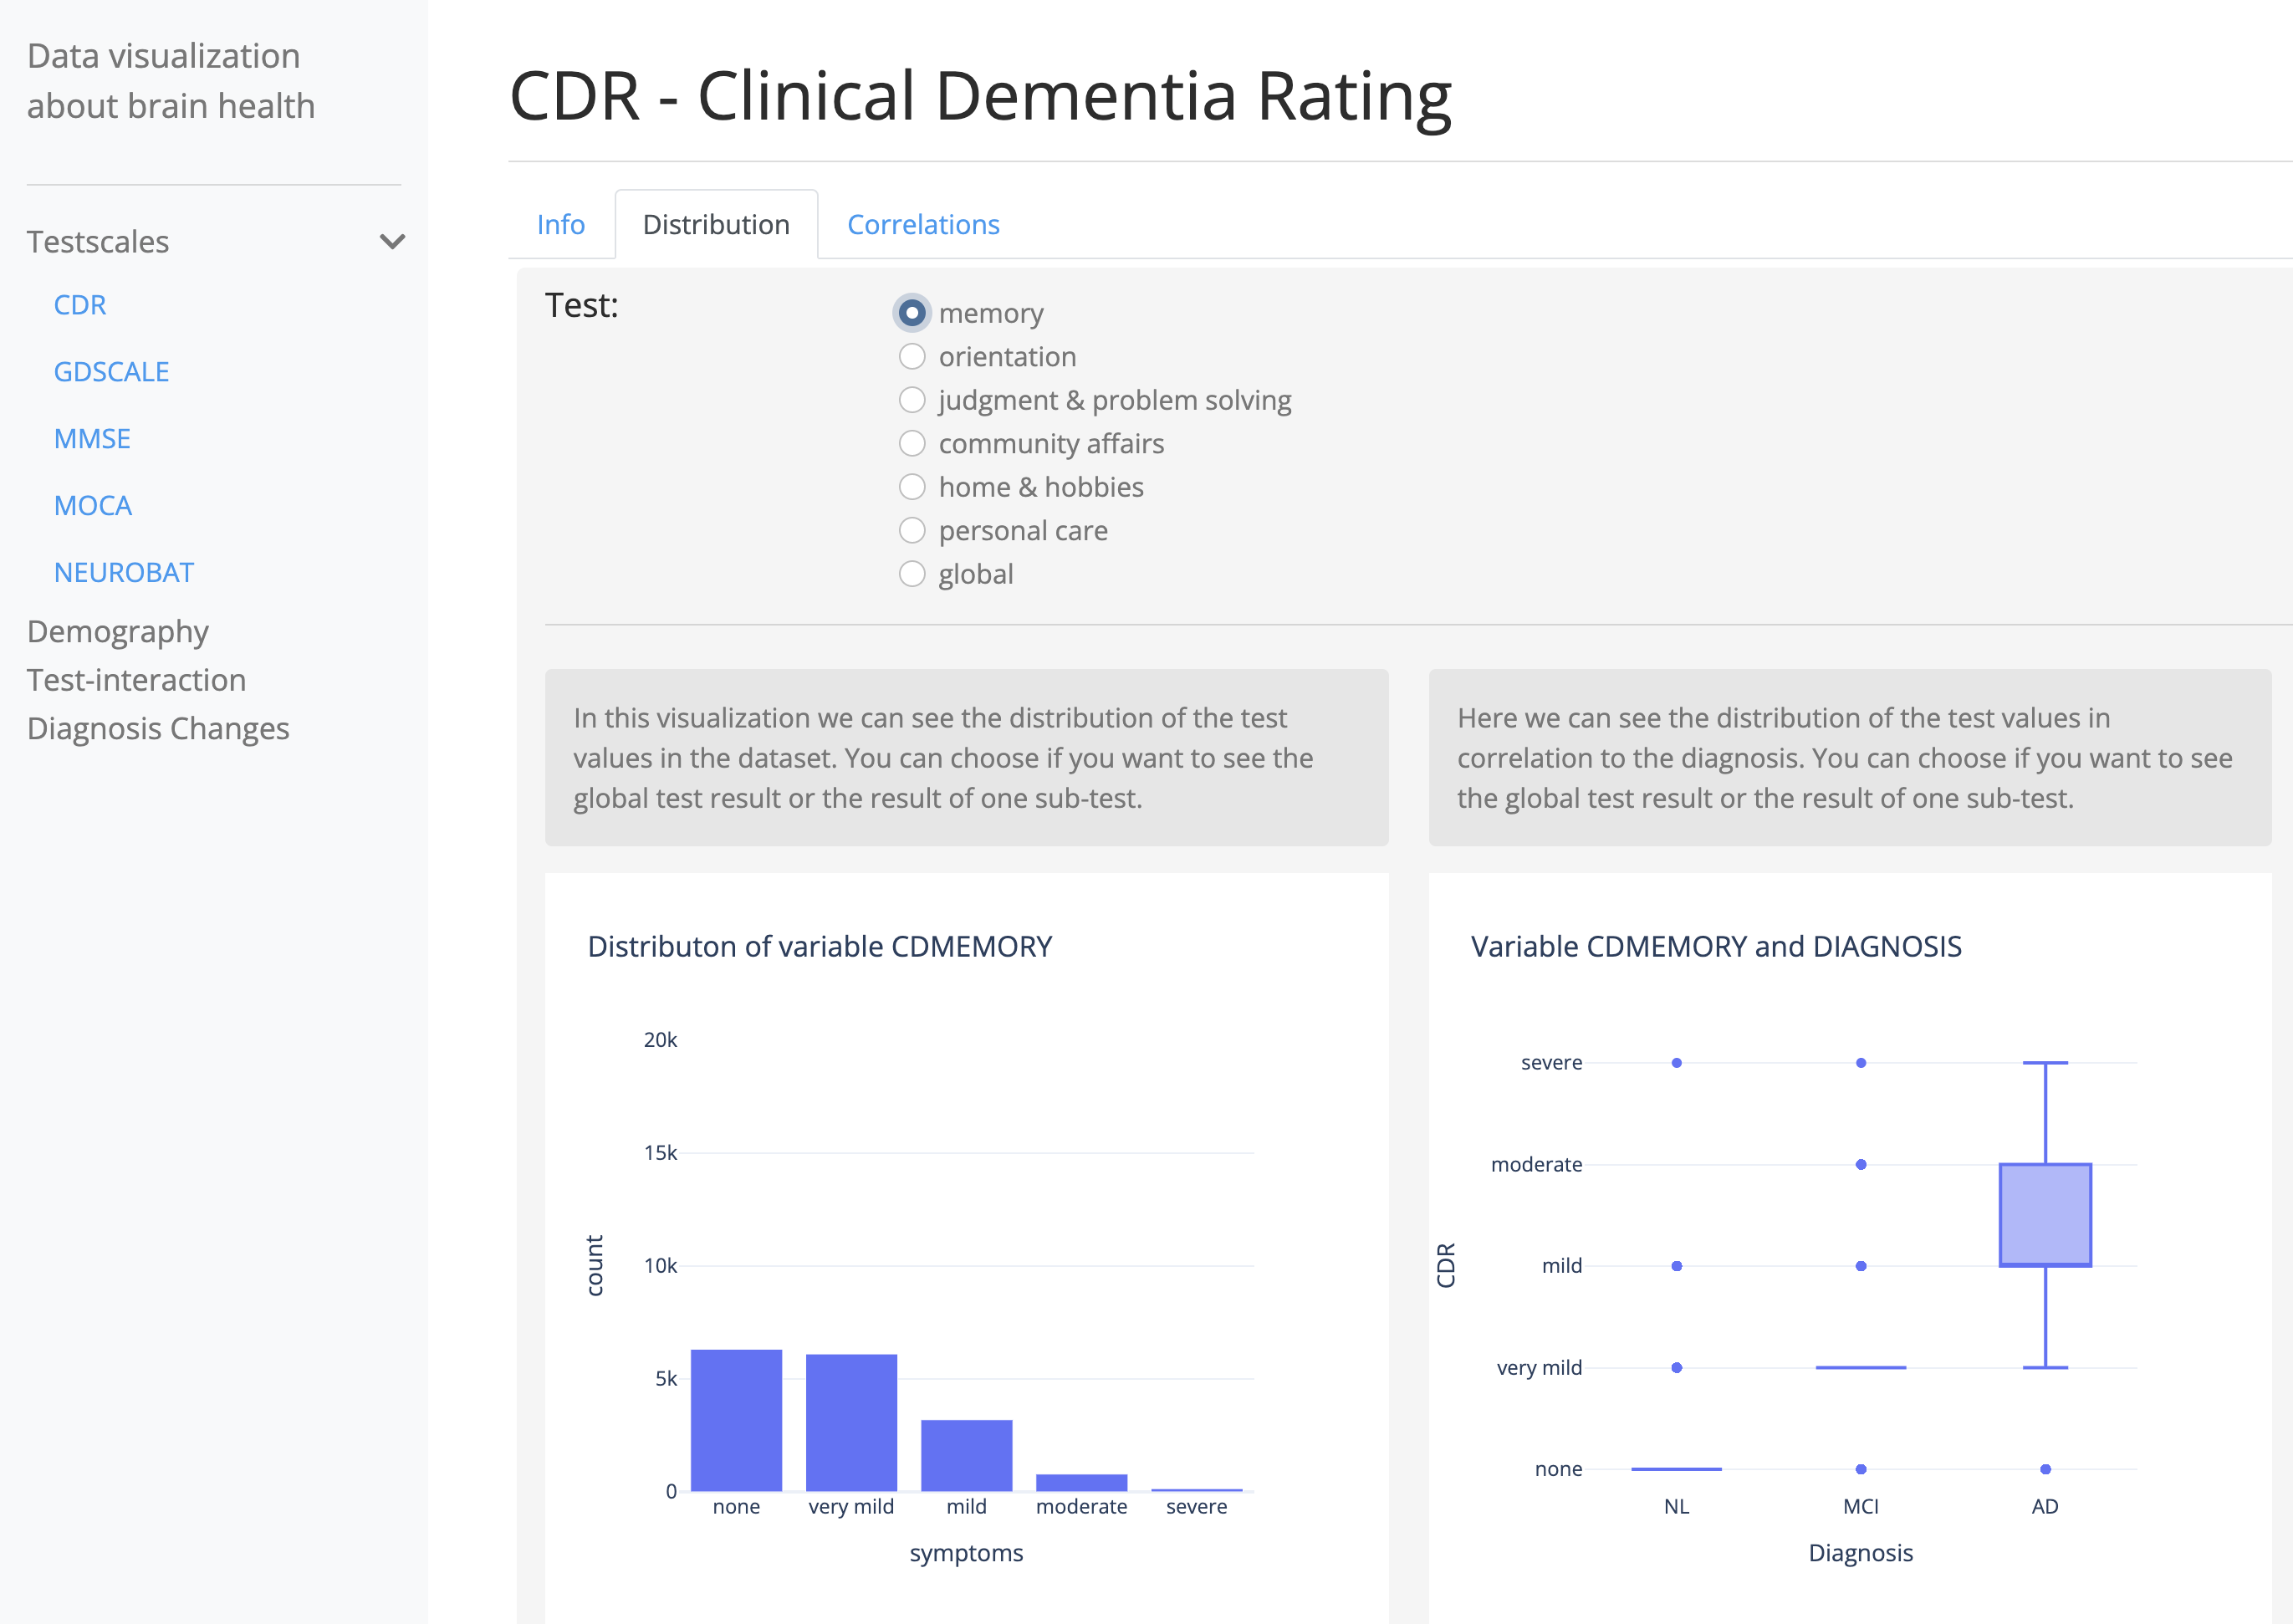 Data visualization
about brain health
Testscales
CDR
GDSCALE
MMSE
MOCA
NEUROBAT
Demography
Test-interaction
Diagnosis Changes
CDR - Clinical Dementia Rating
Info
Distribution
Correlations
Test:
memory
orientation
judgment & problem solving
community affairs
home & hobbies
personal care
global
In this visualization we can see the distribution of the test
values in the dataset. You can choose if you want to see the
global test result or the result of one sub-test.
Here we can see the distribution of the test values in
correlation to the diagnosis. You can choose if you want to see
the global test result or the result of one sub-test.
Distributon of variable CDMEMORY
20k
15k
10k
5k
0
count
none
very mild
mild
moderate
severe
symptoms
Variable CDMEMORY and DIAGNOSIS
severe
moderate
mild
very mild
none
CDR
NL
MCI
AD
Diagnosis